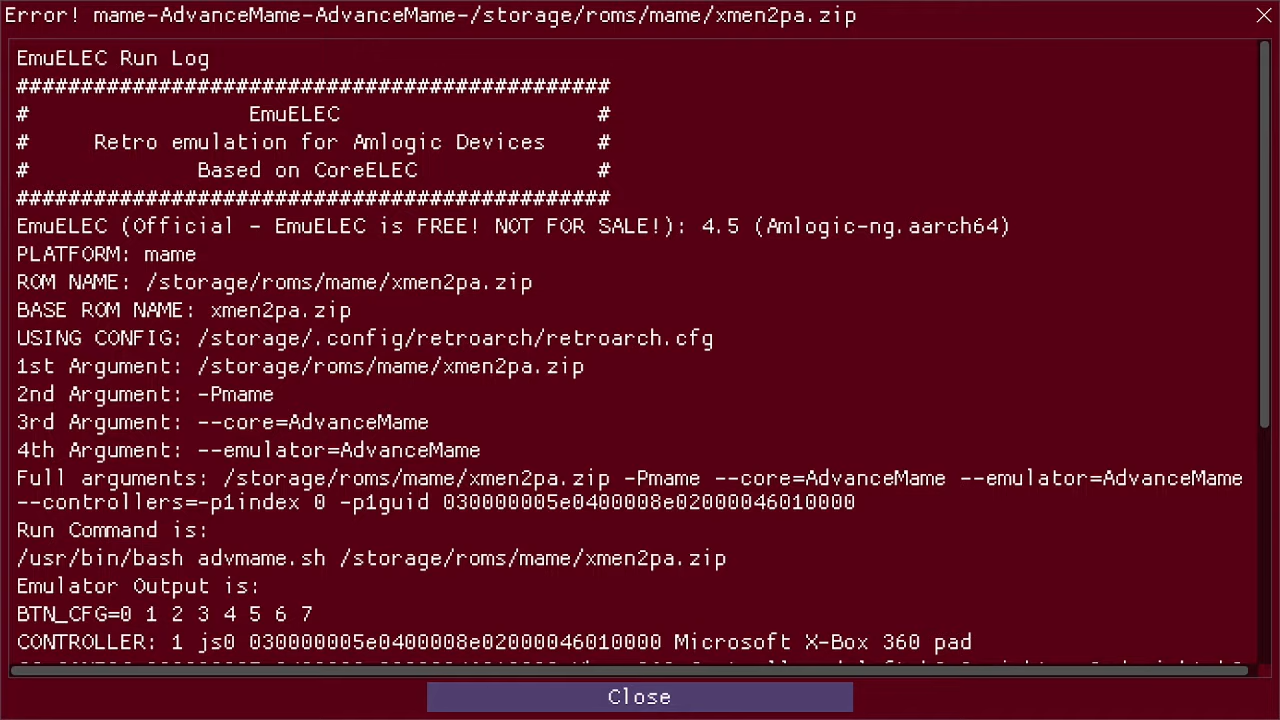 Error! mame-AdvanceMame-AdvanceMame-/storage/roms/mame/xmen2pa.zip
EmuELEC Run Log
##############################################
# EmuELEC #
# Retro emulation for Amlogic Devices #
# Based on CoreELEC #
##############################################
EmuELEC (Official - EmuELEC is FREE! NOT FOR SALE!): 4.5 (Amlogic-ng.aarch64)
PLATFORM: mame
ROM NAME: /storage/roms/mame/xmen2pa.zip
BASE ROM NAME: xmen2pa.zip
USING CONFIG: /storage/.config/retroarch/retroarch.cfg
1st Argument: /storage/roms/mame/xmen2pa.zip
2nd Argument: -Pmame
3rd Argument: --core=AdvanceMame
4th Argument: --emulator=AdvanceMame
Full arguments: /storage/roms/mame/xmen2pa.zip -Pmame --core=AdvanceMame --emulator=AdvanceMame
--controllers=-p1index 0 -p1guid 030000005e0400008e02000046010000
Run Command is:
/usr/bin/bash advmame.sh /storage/roms/mame/xmen2pa.zip
Emulator Output is:
BTN_CFG=0 1 2 3 4 5 6 7
CONTROLLER: 1 js0 030000005e0400008e02000046010000 Microsoft X-Box 360 pad
Close